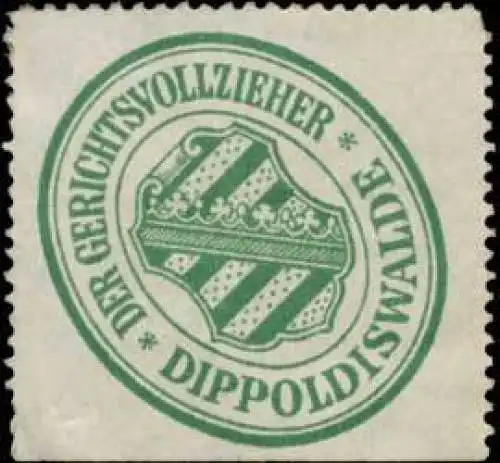 DER GERICHTSVOLLZIEHER
* DIPPOLDISWALDE *